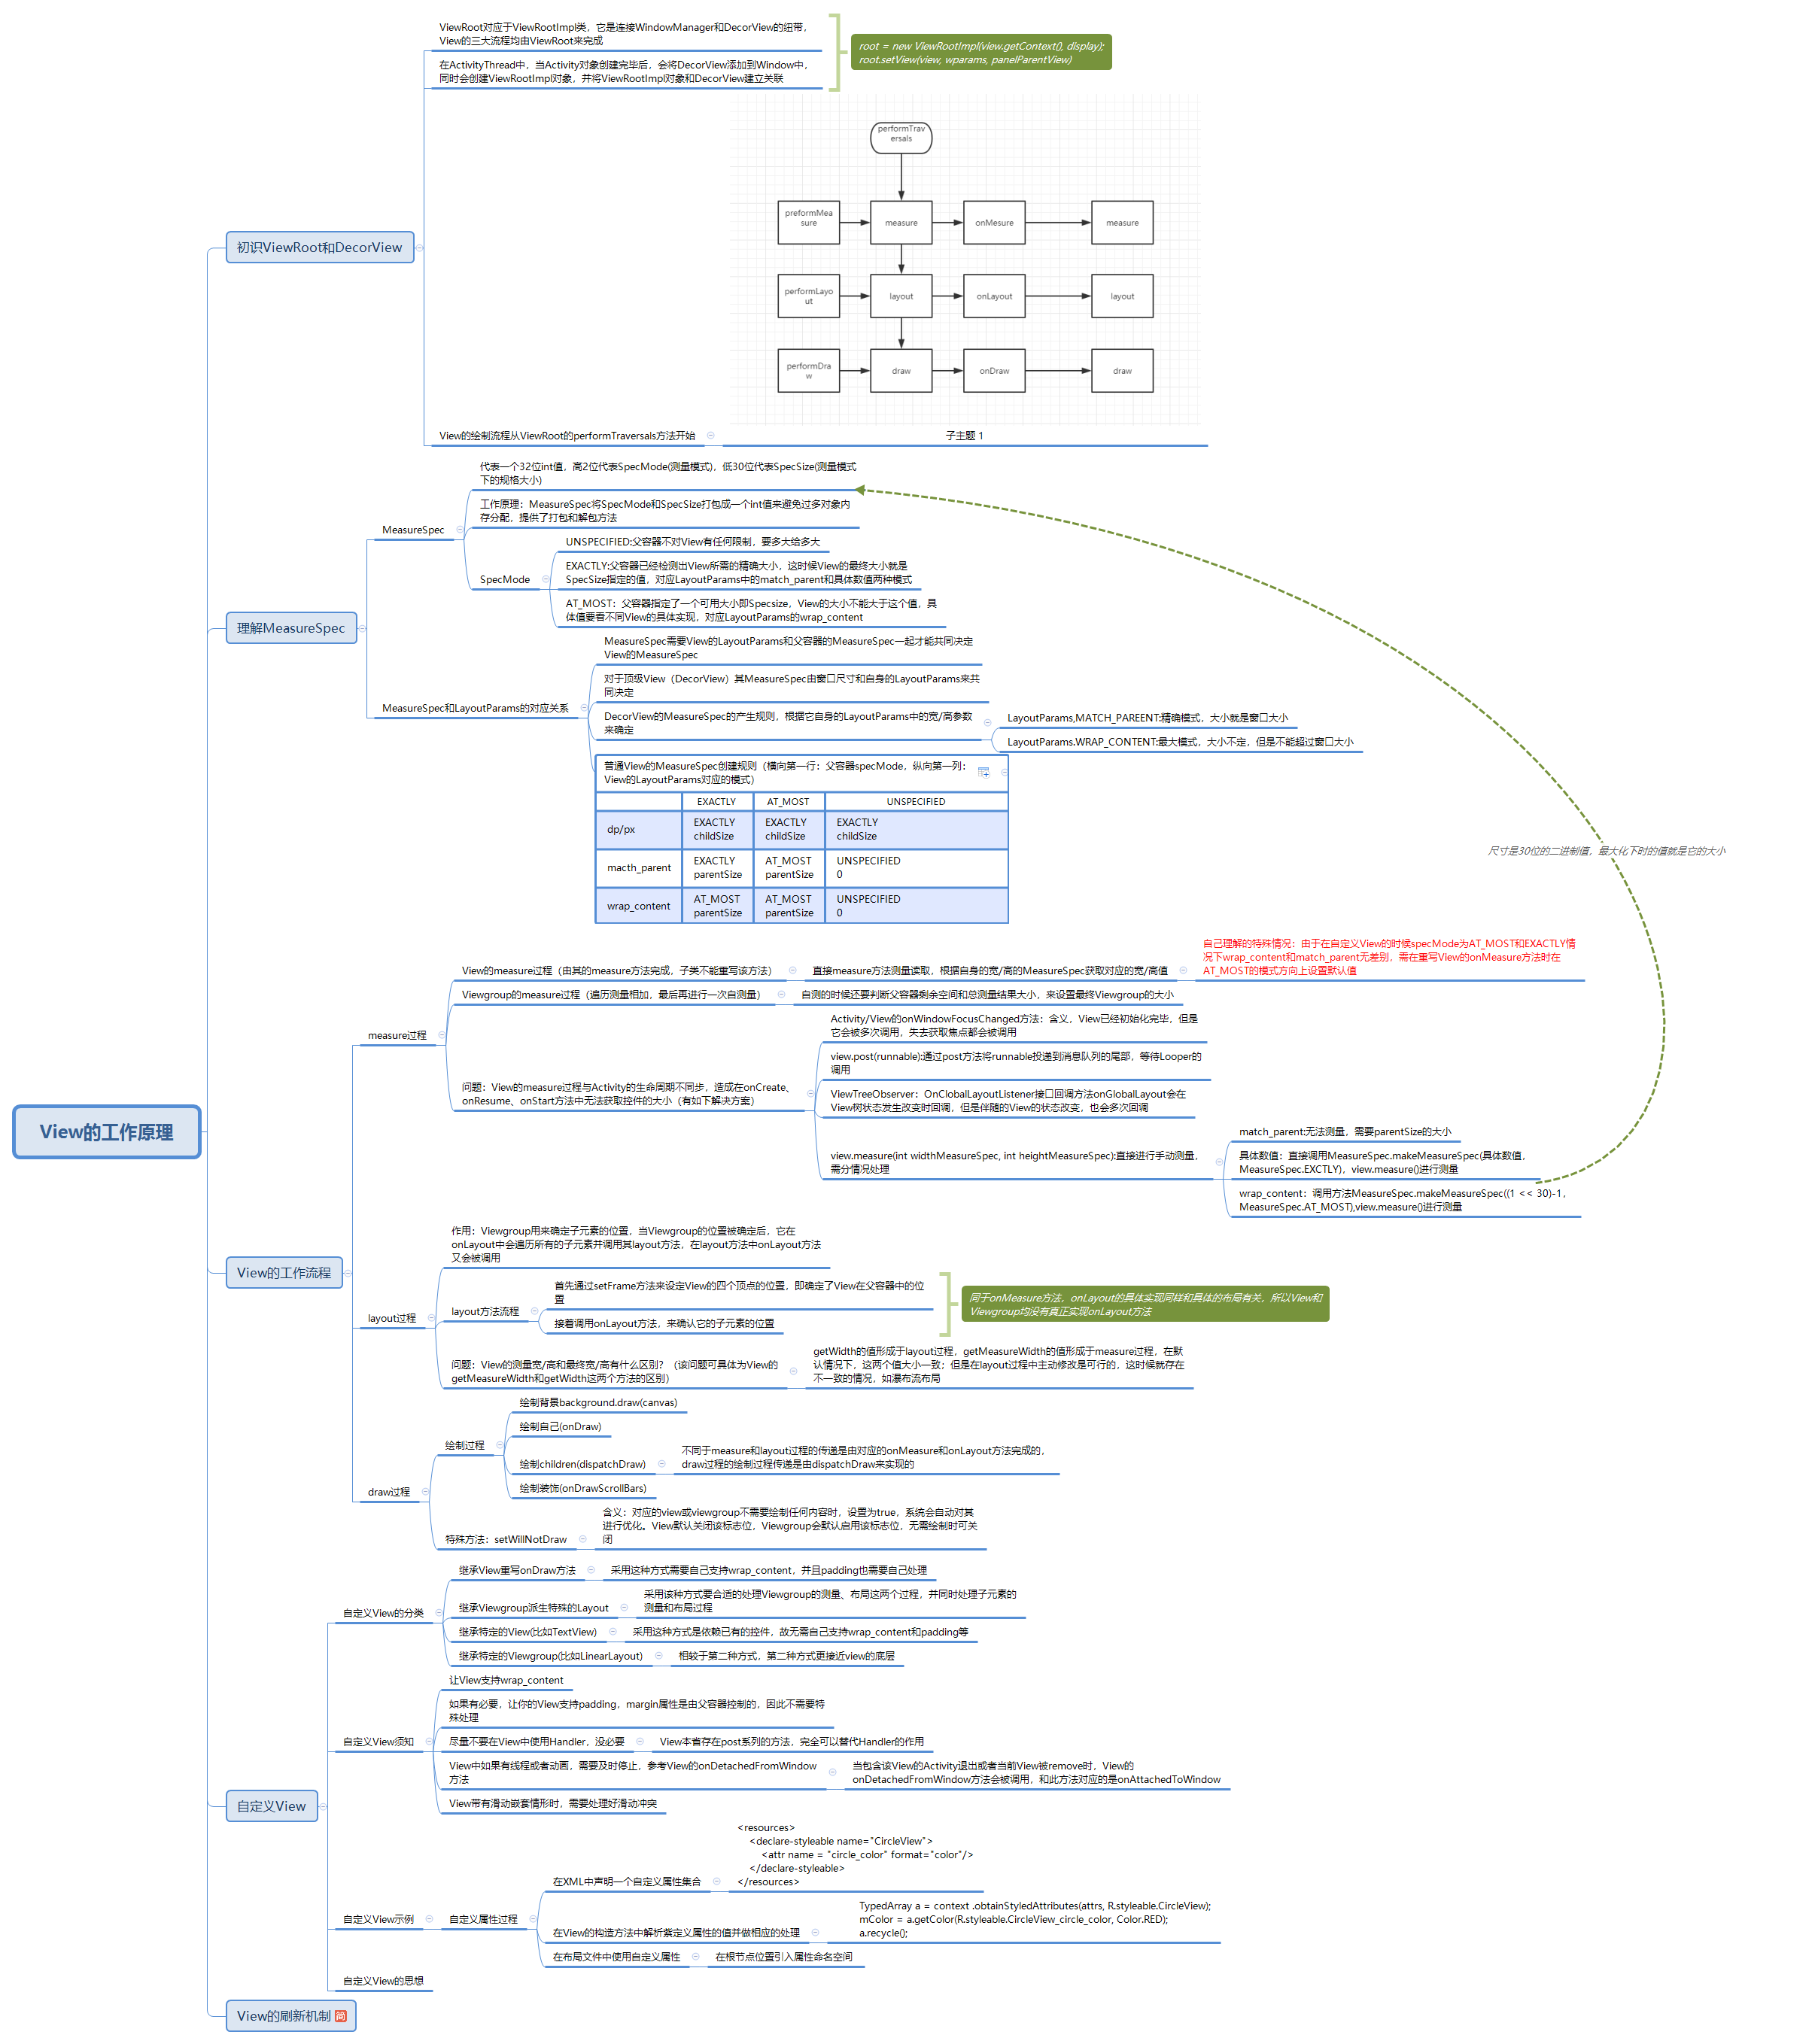 View的工作原理
初识ViewRoot和DecorView
ViewRoot对应于ViewRootImpl类，它是连接WindowManager和DecorView的纽带，
View的三大流程均由ViewRoot来完成
在ActivityThread中，当Activity对象创建完毕后，会将DecorView添加到Window中，
同时会创建ViewRootImpl对象，并将ViewRootImpl对象和DecorView建立关联
root = new ViewRootImpl(view.getContext(), display);
root.setView(view, wparams, panelParentView)
performTrav
ersals
preformMea
sure
measure
onMesure
measure
performLayo
ut
layout
onLayout
layout
performDra
w
draw
onDraw
draw
View的绘制流程从ViewRoot的performTraversals方法开始
子主题 1
理解MeasureSpec
MeasureSpec
代表一个32位int值，高2位代表SpecMode(测量模式)，低30位代表SpecSize(测量模式
下的规格大小)
工作原理：MeasureSpec将SpecMode和SpecSize打包成一个int值来避免过多对象内
存分配，提供了打包和解包方法
SpecMode
UNSPECIFIED:父容器不对View有任何限制，要多大给多大
EXACTLY:父容器已经检测出View所需的精确大小，这时候View的最终大小就是
SpecSize指定的值，对应LayoutParams中的match_parent和具体数值两种模式
AT_MOST：父容器指定了一个可用大小即Specsize，View的大小不能大于这个值，具
体值要看不同View的具体实现，对应LayoutParams的wrap_content
MeasureSpec和LayoutParams的对应关系
MeasureSpec需要View的LayoutParams和父容器的MeasureSpec一起才能共同决定
View的MeasureSpec
对于顶级View（DecorView）其MeasureSpec由窗口尺寸和自身的LayoutParams来共
同决定
DecorView的MeasureSpec的产生规则，根据它自身的LayoutParams中的宽/高参数
来确定
LayoutParams,MATCH_PAREENT:精确模式，大小就是窗口大小
LayoutParams.WRAP_CONTENT:最大模式，大小不定，但是不能超过窗口大小
普通View的MeasureSpec创建规则（横向第一行：父容器specMode，纵向第一列：
View的LayoutParams对应的模式）
EXACTLY AT_MOST UNSPECIFIED
dp/px
EXACTLY EXACTLY EXACTLY
childSize childSize childSize
macth_parent
EXACTLY AT_MOST UNSPECIFIED
parentSize parentSize 0
wrap_content
AT_MOST AT_MOST UNSPECIFIED
parentSize parentSize 0
尺寸是30位的二进制值，最大化下时的值就是它的大小
View的工作流程
measure过程
View的measure过程（由其的measure方法完成，子类不能重写该方法）
直接measure方法测量读取，根据自身的宽/高的MeasureSpec获取对应的宽/高值
自己理解的特殊情况：由于在自定义View的时候specMode为AT_MOST和EXACTLY情
况下wrap_content和match_parent无差别，需在重写View的onMeasure方法时在
AT_MOST的模式方向上设置默认值
Viewgroup的measure过程（遍历测量相加，最后再进行一次自测量）
自测的时候还要判断父容器剩余空间和总测量结果大小，来设置最终Viewgroup的大小
问题：View的measure过程与Activity的生命周期不同步，造成在onCreate、
onResume、onStart方法中无法获取控件的大小（有如下解决方案）
Activity/View的onWindowFocusChanged方法：含义，View已经初始化完毕，但是
它会被多次调用，失去获取焦点都会被调用
view.post(runnable):通过post方法将runnable投递到消息队列的尾部，等待Looper的
调用
ViewTreeObserver：OnClobalLayoutListener接口回调方法onGlobalLayout会在
View树状态发生改变时回调，但是伴随的View的状态改变，也会多次回调
view.measure(int widthMeasureSpec, int heightMeasureSpec):直接进行手动测量，
需分情况处理
match_parent:无法测量，需要parentSize的大小
具体数值：直接调用MeasureSpec.makeMeasureSpec(具体数值，
MeasureSpec.EXCTLY)，view.measure()进行测量
wrap_content：调用方法MeasureSpec.makeMeasureSpec((1 << 30)-1，
MeasureSpec.AT_MOST),view.measure()进行测量
layout过程
作用：Viewgroup用来确定子元素的位置，当Viewgroup的位置被确定后，它在
onLayout中会遍历所有的子元素并调用其layout方法，在layout方法中onLayout方法
又会被调用
layout方法流程
首先通过setFrame方法来设定View的四个顶点的位置，即确定了View在父容器中的位
置
接着调用onLayout方法，来确认它的子元素的位置
同于onMeasure方法，onLayout的具体实现同样和具体的布局有关，所以View和
Viewgroup均没有真正实现onLayout方法
问题：View的测量宽/高和最终宽/高有什么区别？（该问题可具体为View的
getMeasureWidth和getWidth这两个方法的区别）
getWidth的值形成于layout过程，getMeasureWidth的值形成于measure过程，在默
认情况下，这两个值大小一致；但是在layout过程中主动修改是可行的，这时候就存在
不一致的情况，如瀑布流布局
draw过程
绘制过程
绘制背景background.draw(canvas)
绘制自己(onDraw)
绘制children(dispatchDraw)
不同于measure和layout过程的传递是由对应的onMeasure和onLayout方法完成的，
draw过程的绘制过程传递是由dispatchDraw来实现的
绘制装饰(onDrawScrollBars)
特殊方法：setWillNotDraw
含义：对应的view或viewgroup不需要绘制任何内容时，设置为true，系统会自动对其
进行优化。View默认关闭该标志位，Viewgroup会默认启用该标志位，无需绘制时可关
闭
自定义View
自定义View的分类
继承View重写onDraw方法
采用这种方式需要自己支持wrap_content，并且padding也需要自己处理
继承Viewgroup派生特殊的Layout
采用该种方式要合适的处理Viewgroup的测量、布局这两个过程，并同时处理子元素的
测量和布局过程
继承特定的View(比如TextView)
采用这种方式是依赖已有的控件，故无需自己支持wrap_content和padding等
继承特定的Viewgroup(比如LinearLayout)
相较于第二种方式，第二种方式更接近view的底层
自定义View须知
让View支持wrap_content
如果有必要，让你的View支持padding，margin属性是由父容器控制的，因此不需要特
殊处理
尽量不要在View中使用Handler，没必要
View本省存在post系列的方法，完全可以替代Handler的作用
View中如果有线程或者动画，需要及时停止，参考View的onDetachedFromWindow
方法
当包含该View的Activity退出或者当前View被remove时，View的
onDetachedFromWindow方法会被调用，和此方法对应的是onAttachedToWindow
View带有滑动嵌套情形时，需要处理好滑动冲突
自定义View示例
自定义属性过程
在XML中声明一个自定义属性集合
<resources>
<declare-styleable name="CircleView">
<attr name = "circle_color" format="color"/>
</declare-styleable>
</resources>
在View的构造方法中解析紫定义属性的值并做相应的处理
TypedArray a = context .obtainStyledAttributes(attrs, R.styleable.CircleView);
mColor = a.getColor(R.styleable.CircleView_circle_color, Color.RED);
a.recycle();
在布局文件中使用自定义属性
在根节点位置引入属性命名空间
自定义View的思想
View的刷新机制 简